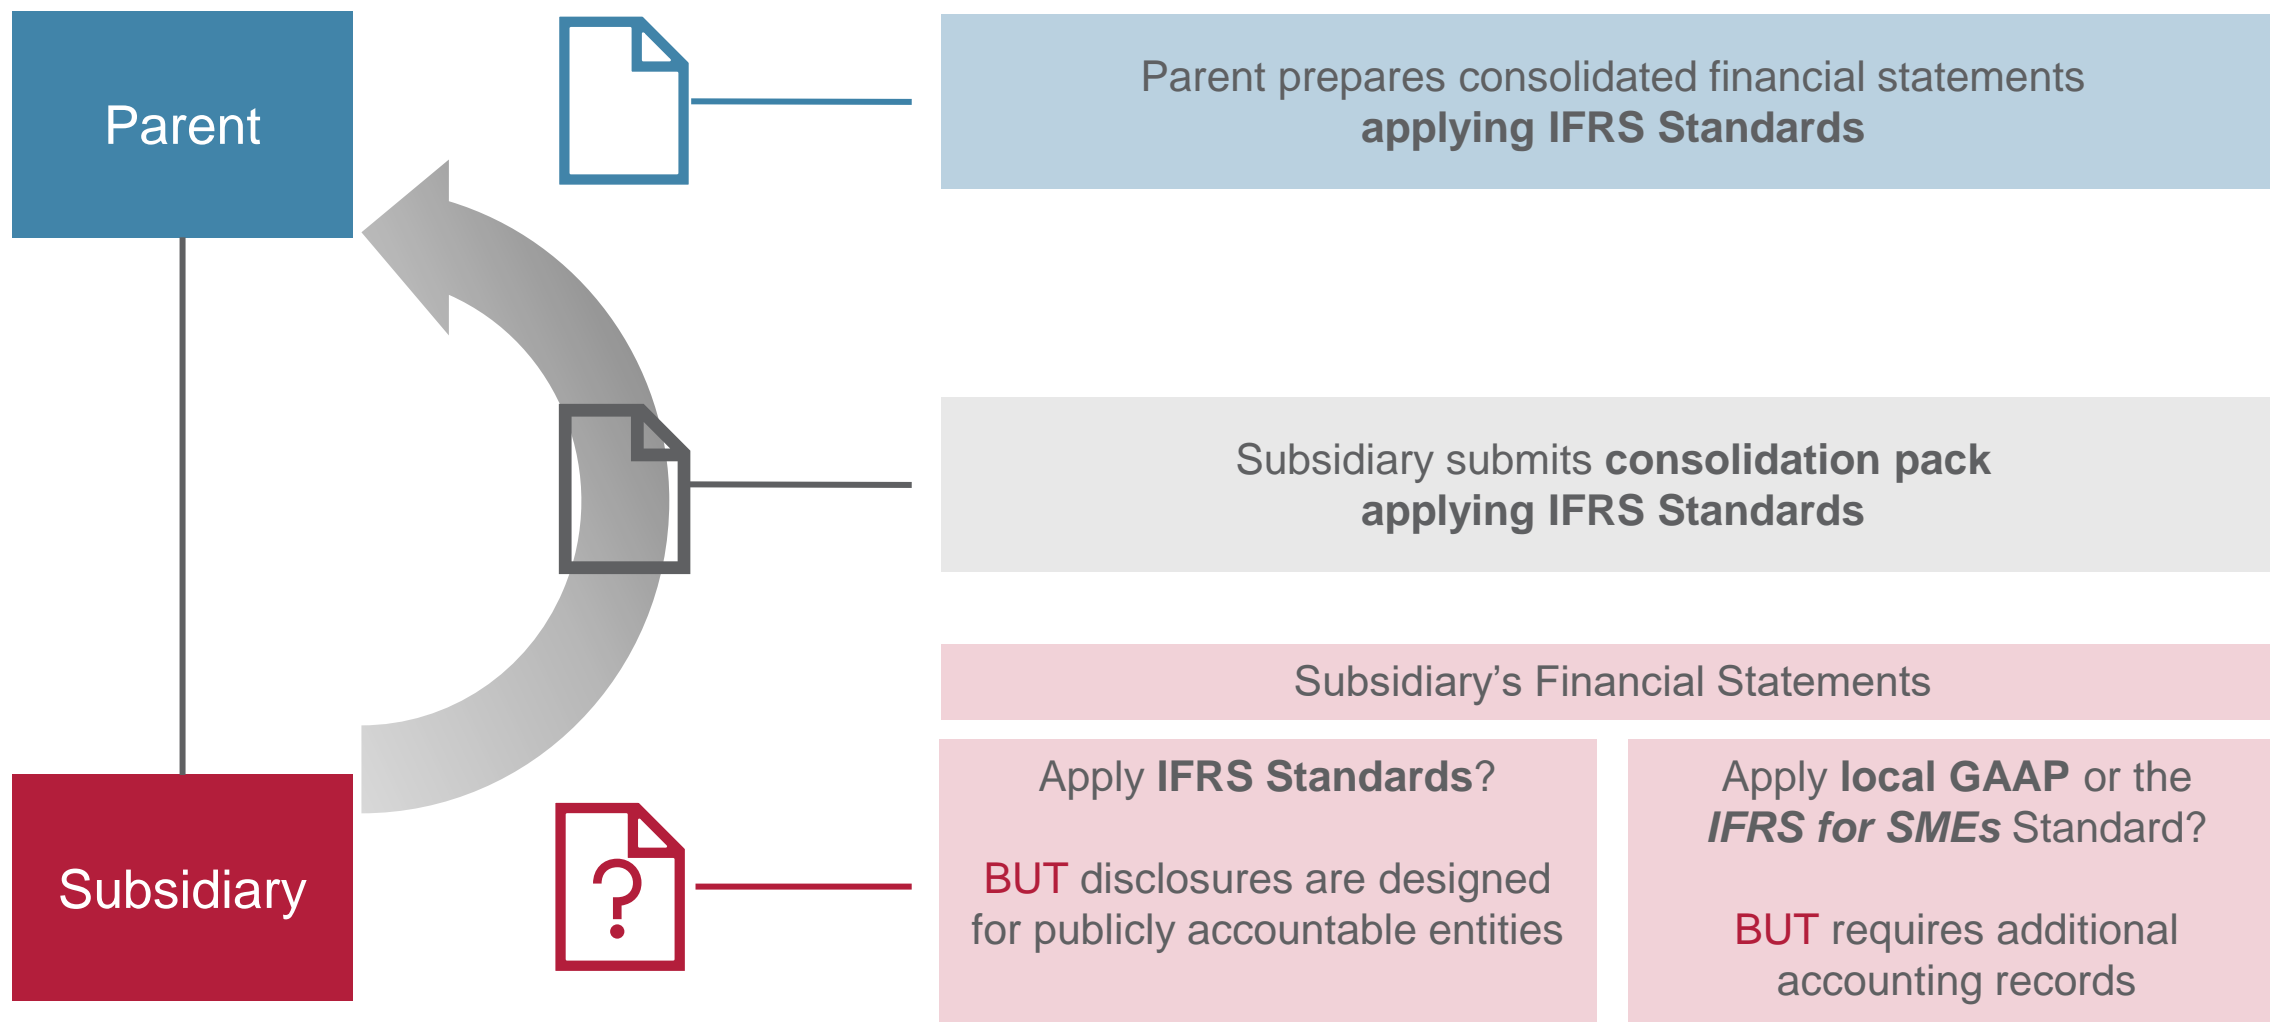 Parent
Parent prepares consolidated financial statements
applying IFRS Standards
Subsidiary submits consolidation pack
applying IFRS Standards
Subsidiary’s Financial Statements
Subsidiary
?
Apply IFRS Standards?
BUT disclosures are designed
for publicly accountable entities
Apply local GAAP or the
IFRS for SMEs Standard?
BUT requires additional
accounting records